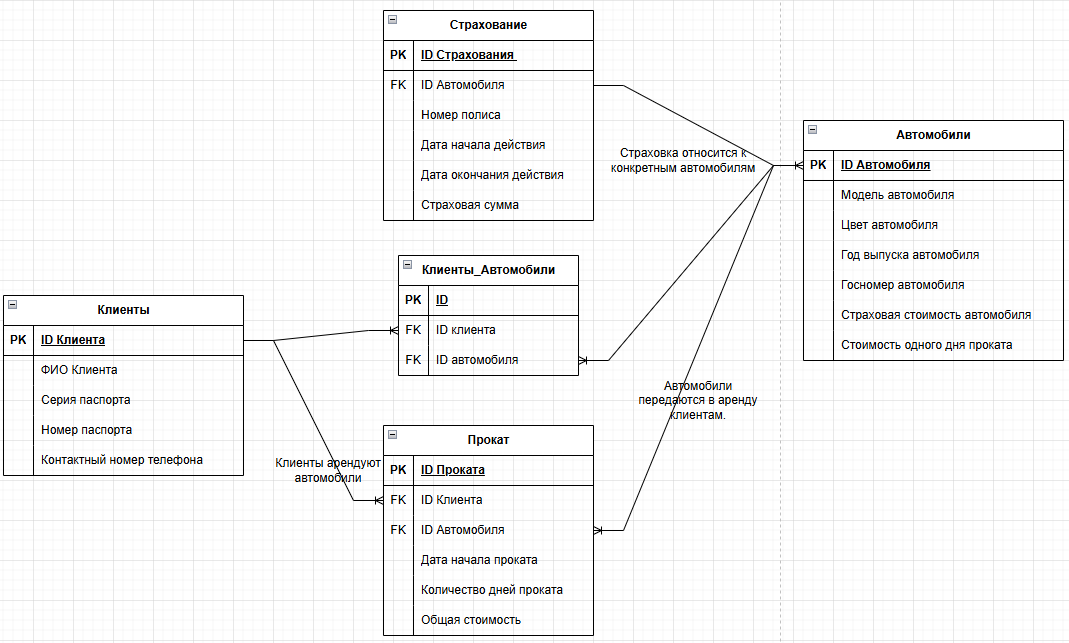 Страхование
PK ID Страхования
FK ID Автомобиля
Номер полиса
Дата начала действия
Дата окончания действия
Страховая сумма
Страховка относится к
конкретным автомобилям
Автомобили
PK ID Автомобиля
Модель автомобиля
Цвет автомобиля
Год выпуска автомобиля
Госномер автомобиля
Страховая стоимость автомобиля
Стоимость одного дня проката
Клиенты_Автомобили
PK ID
FK ID клиента
FK ID автомобиля
Клиенты
PK ID Клиента
ФИО Клиента
Серия паспорта
Номер паспорта
Контактный номер телефона
Автомобили
передаются в аренду
клиентам.
Клиенты арендуют
автомобили
Прокат
PK ID Проката
FK ID Клиента
FK ID Автомобиля
Дата начала проката
Количество дней проката
Общая стоимость